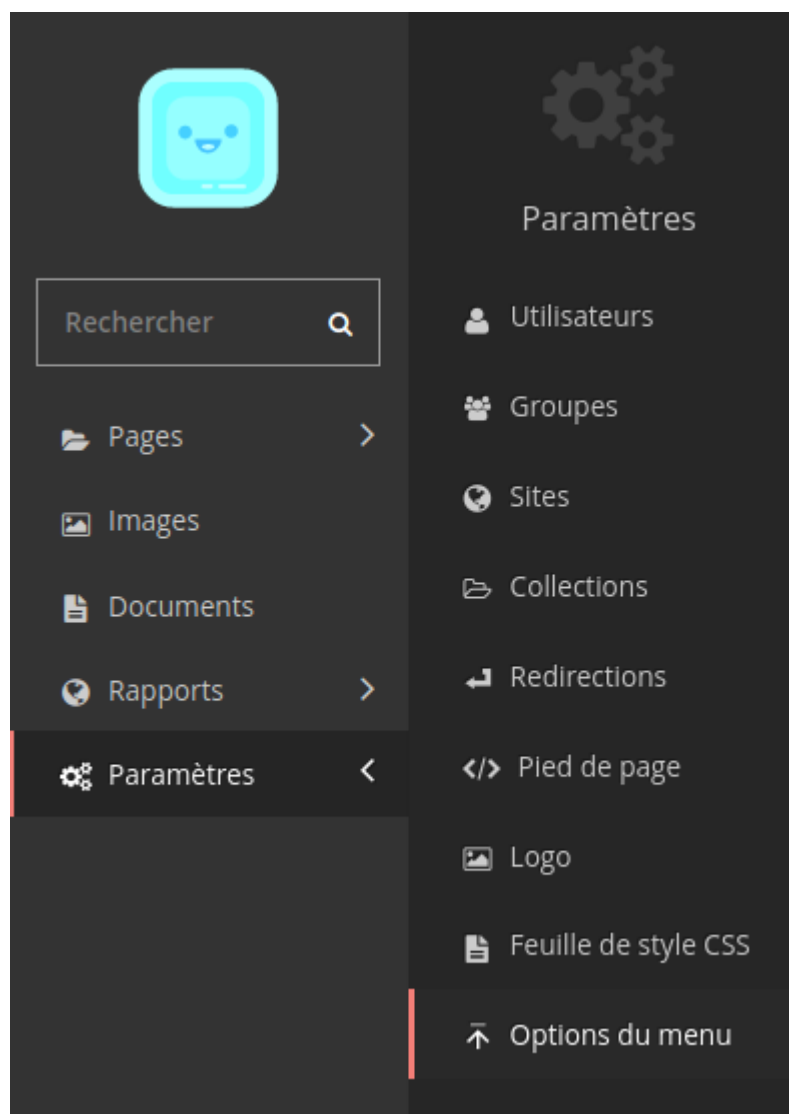 Rechercher
Pages
Images
Documents
Rapports
Paramètres
Paramètres
Utilisateurs
Groupes
Sites
Collections
Redirections
Pied de page
Logo
Feuille de style CSS
Options du menu